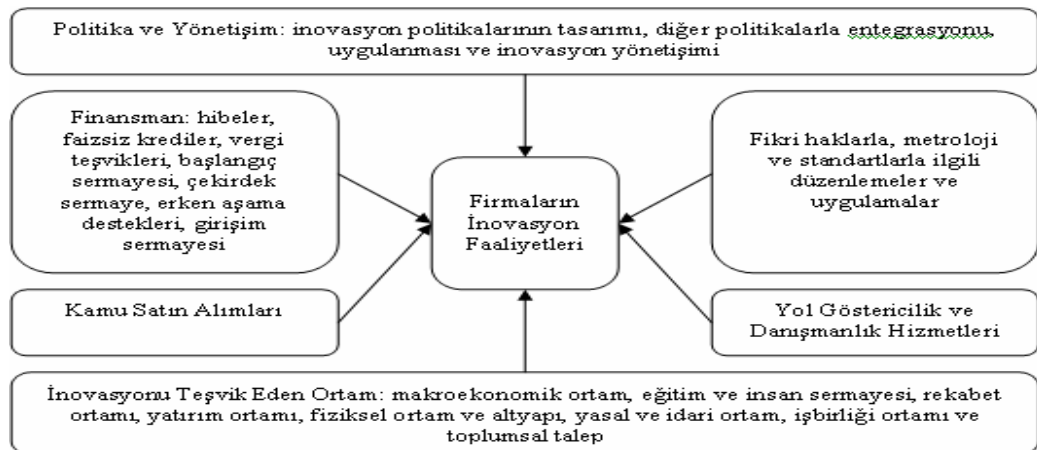 Politika ve Yönetişim: inovasyon politikalarının tasarımı, diğer politikalarla entegrasyonu,
uygulanması ve inovasyon yönetişimi
Finansman: hibeler,
faizsiz krediler, vergi
teşvikleri, başlangıç
sermayesi, çekirdek
sermaye, erken aşama
destekleri, girişim
sermayesi
Firmaların
İnovasyon
Faaliyetleri
Fikri haklarla, metroloji
ve standartlarla ilgili
düzenlemeler ve
uygulamalar
Kamu Satın Alımları
Yol Göstericilik ve
Danışmanlık Hizmetleri
İnovasyonu Teşvik Eden Ortam: makroekonomik ortam, eğitim ve insan sermayesi, rekabet
ortamı, yatırım ortamı, fiziksel ortam ve altyapı, yasal ve idari ortam, işbirliği ortamı ve
toplumsal talep